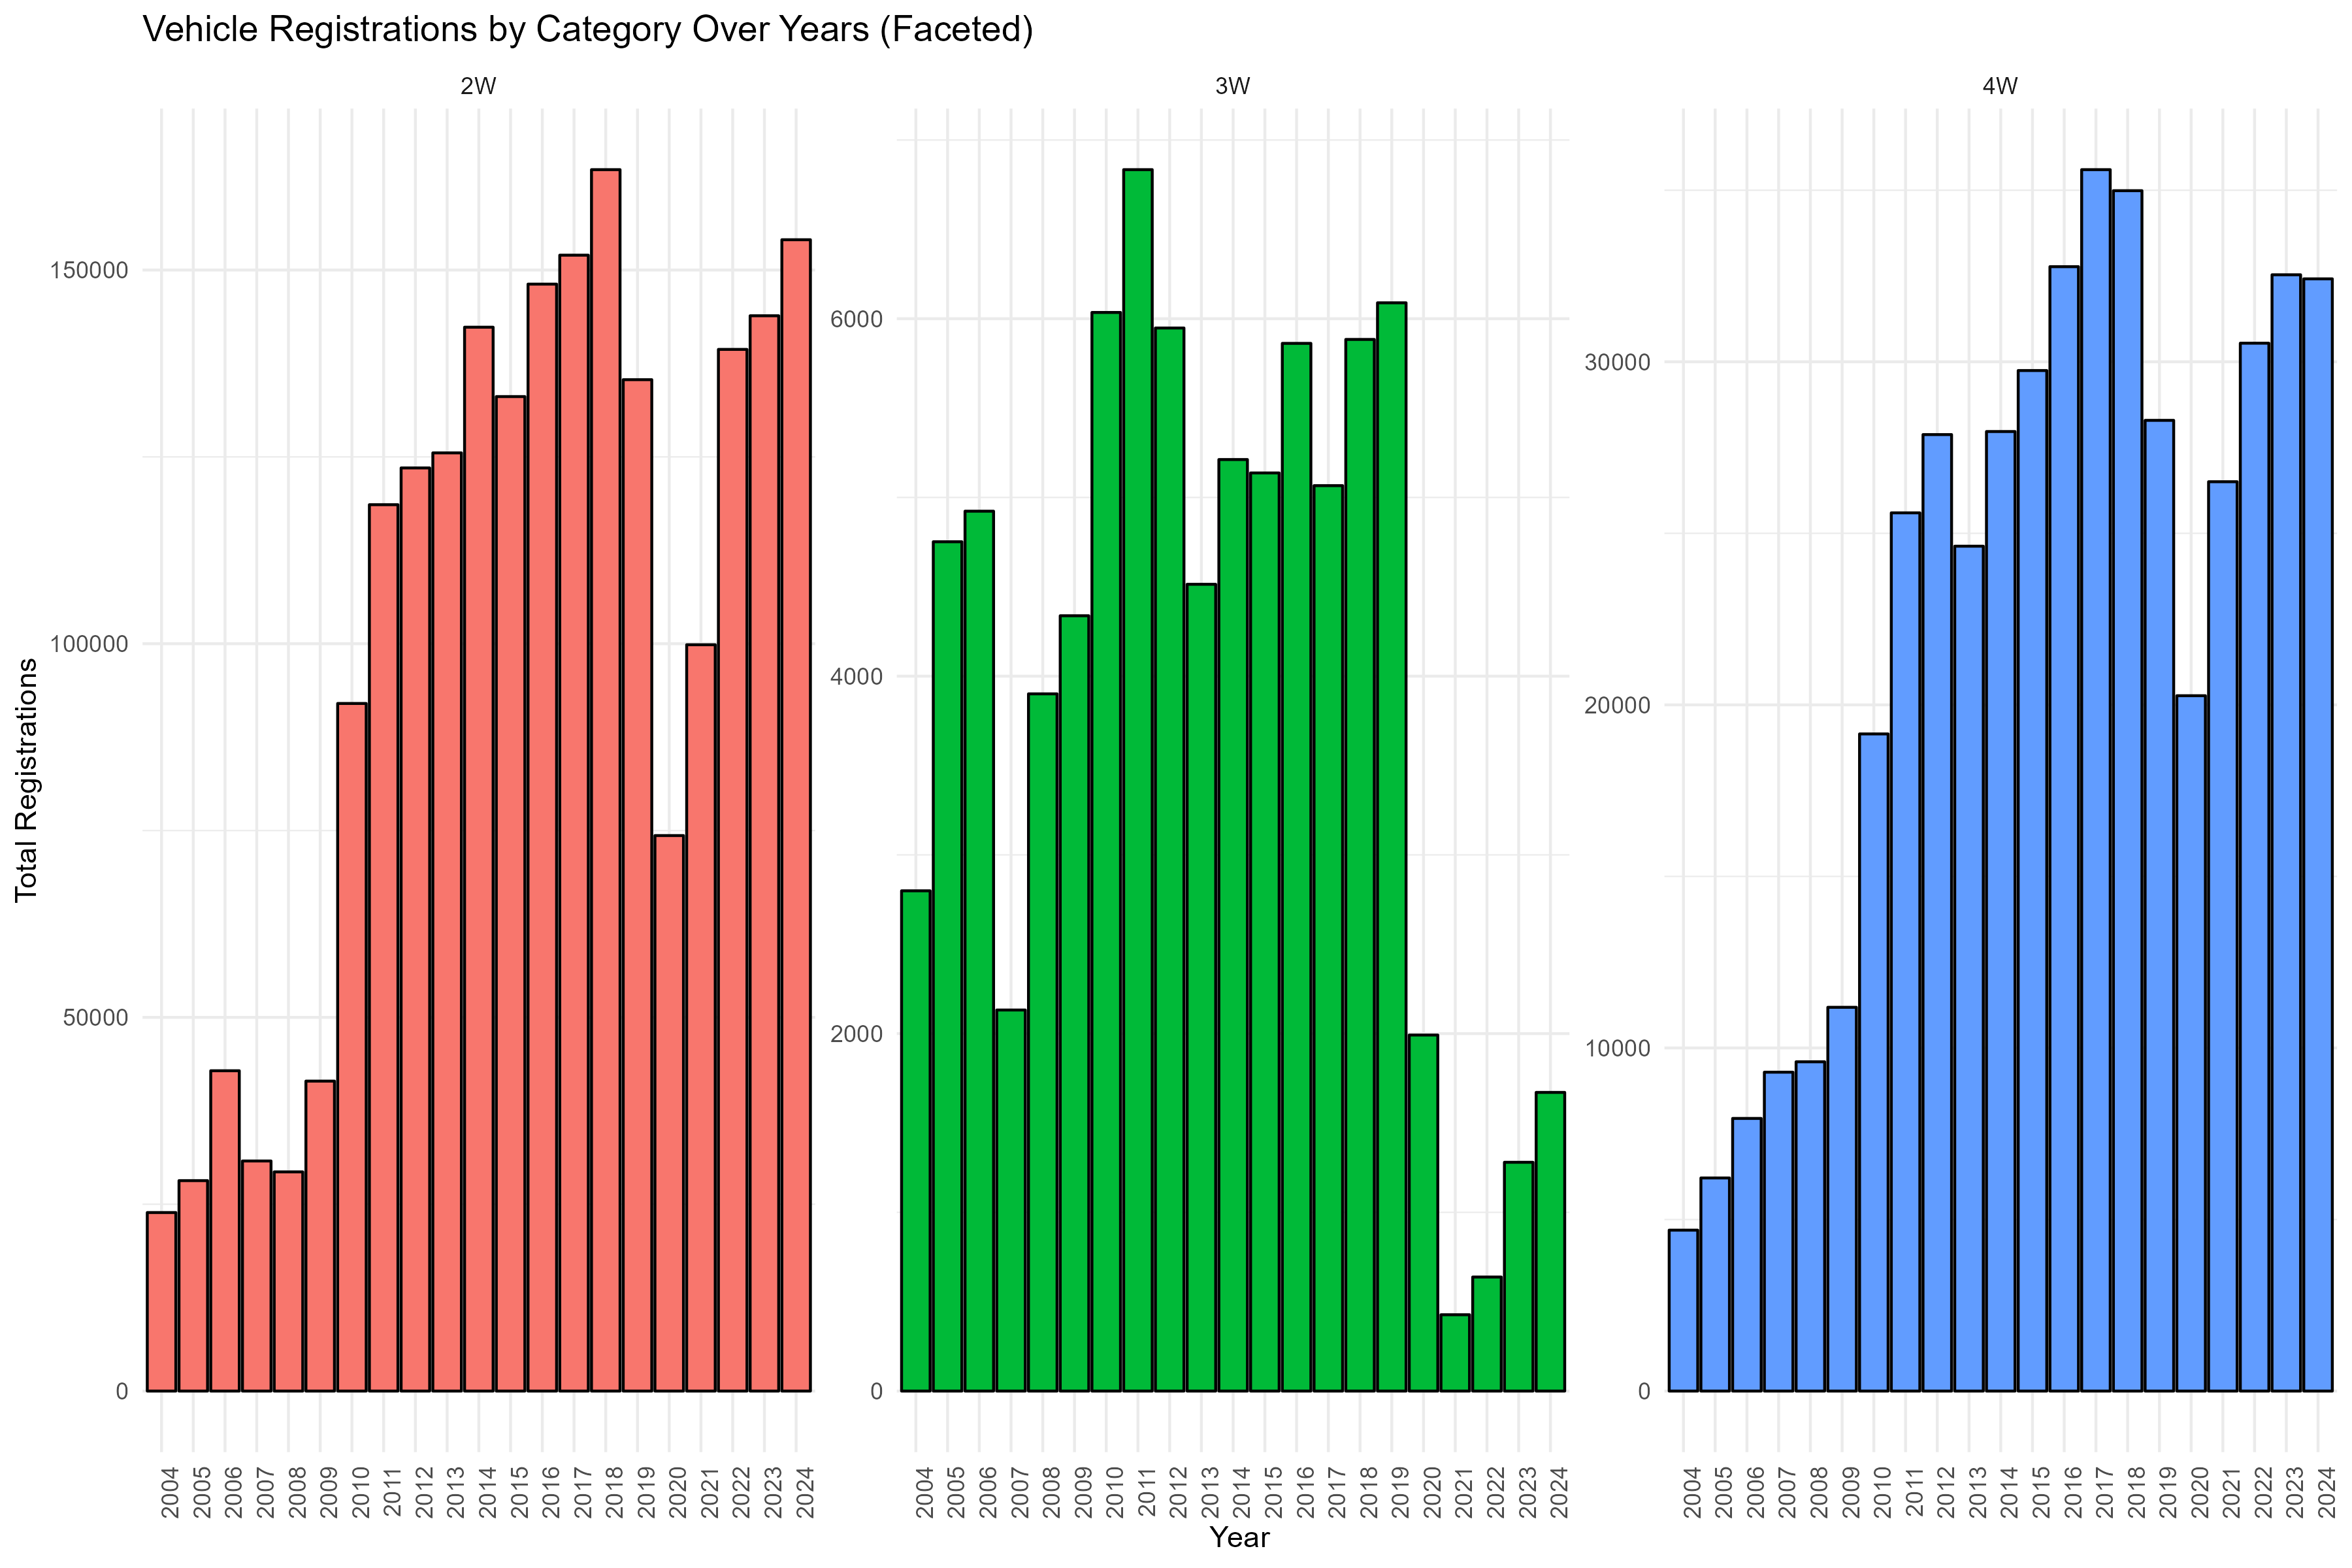 Vehicle Registrations by Category Over Years (Faceted)
2W
3W
4W
Total Registrations
150000
100000
50000
0
6000
4000
2000
0
30000
20000
10000
0
2004 2005 2006 2007 2008 2009 2010 2011 2012 2013 2014 2015 2016 2017 2018 2019 2020 2021 2022 2023 2024
2004 2005 2006 2007 2008 2009 2010 2011 2012 2013 2014 2015 2016 2017 2018 2019 2020 2021 2022 2023 2024
2004 2005 2006 2007 2008 2009 2010 2011 2012 2013 2014 2015 2016 2017 2018 2019 2020 2021 2022 2023 2024
Year